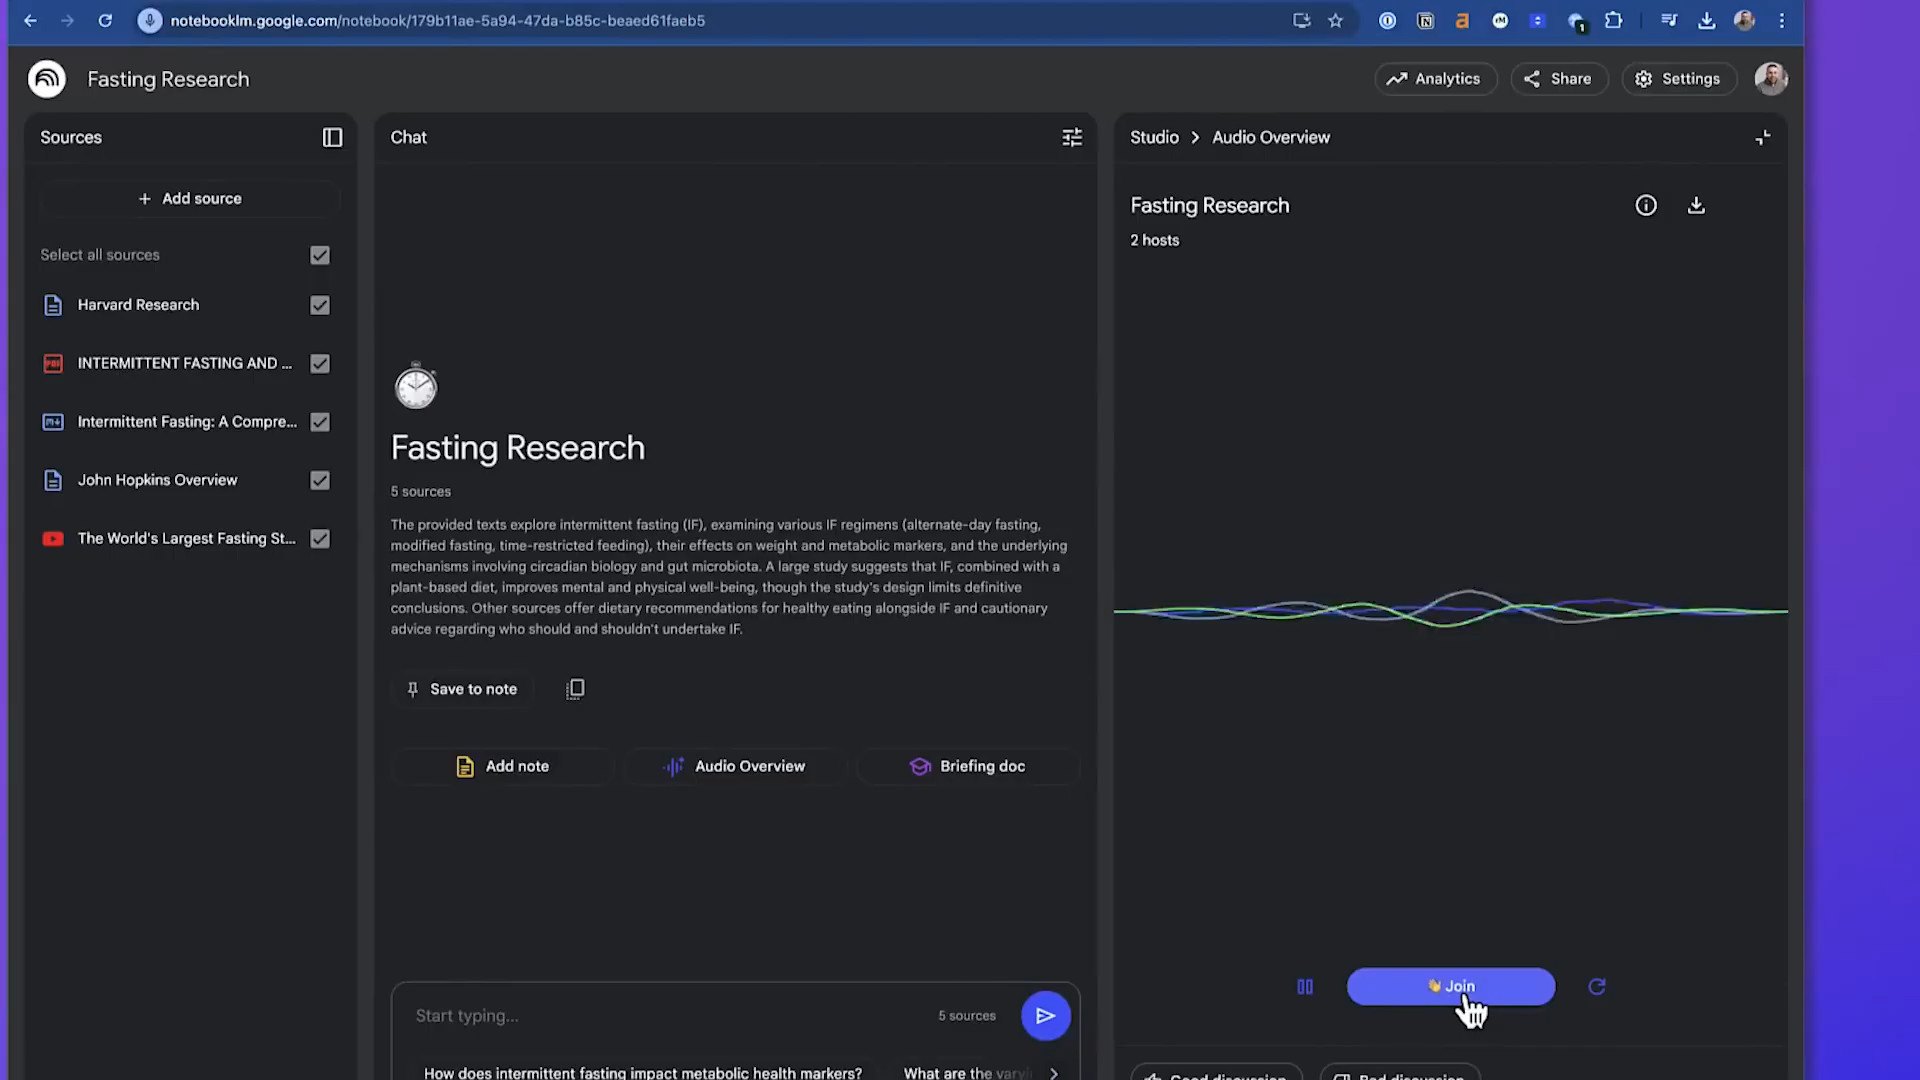 notebooklm.google.com/notebook/179b11ae-5a94-47da-b85c-beaed61faeb5
1
Fasting Research
Analytics
Share
Settings
Sources
Add source
Select all sources
Harvard Research
PDF
INTERMITTENT FASTING AND ...
Intermittent Fasting: A Compre...
John Hopkins Overview
The World's Largest Fasting St...
Chat
Fasting Research
5 sources
The provided texts explore intermittent fasting (IF), examining various IF regimens (alternate-day fasting,
modified fasting, time-restricted feeding), their effects on weight and metabolic markers, and the underlying
mechanisms involving circadian biology and gut microbiota. A large study suggests that IF, combined with a
plant-based diet, improves mental and physical well-being, though the study's design limits definitive
conclusions. Other sources offer dietary recommendations for healthy eating alongside IF and cautionary
advice regarding who should and shouldn't undertake IF.
Save to note
Add note
Audio Overview
Briefing doc
Start typing...
5 sources
How does intermittent fasting impact metabolic health markers?
What are the
Studio > Audio Overview
Fasting Research
2 hosts
Join
Good discussion
Bad discussion